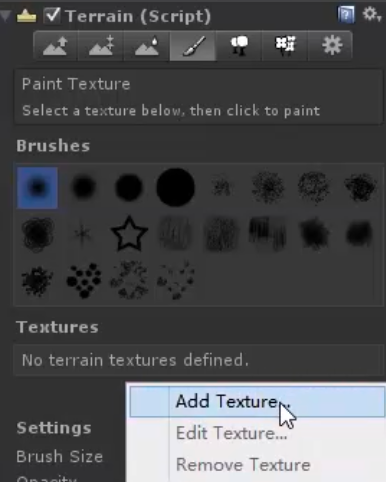 Terrain (Script)
Paint Texture
Select a texture below, then click to paint
Brushes
Textures
No terrain textures defined.
Add Texture...
Edit Texture...
Remove Texture
Settings
Brush Size
Opacity